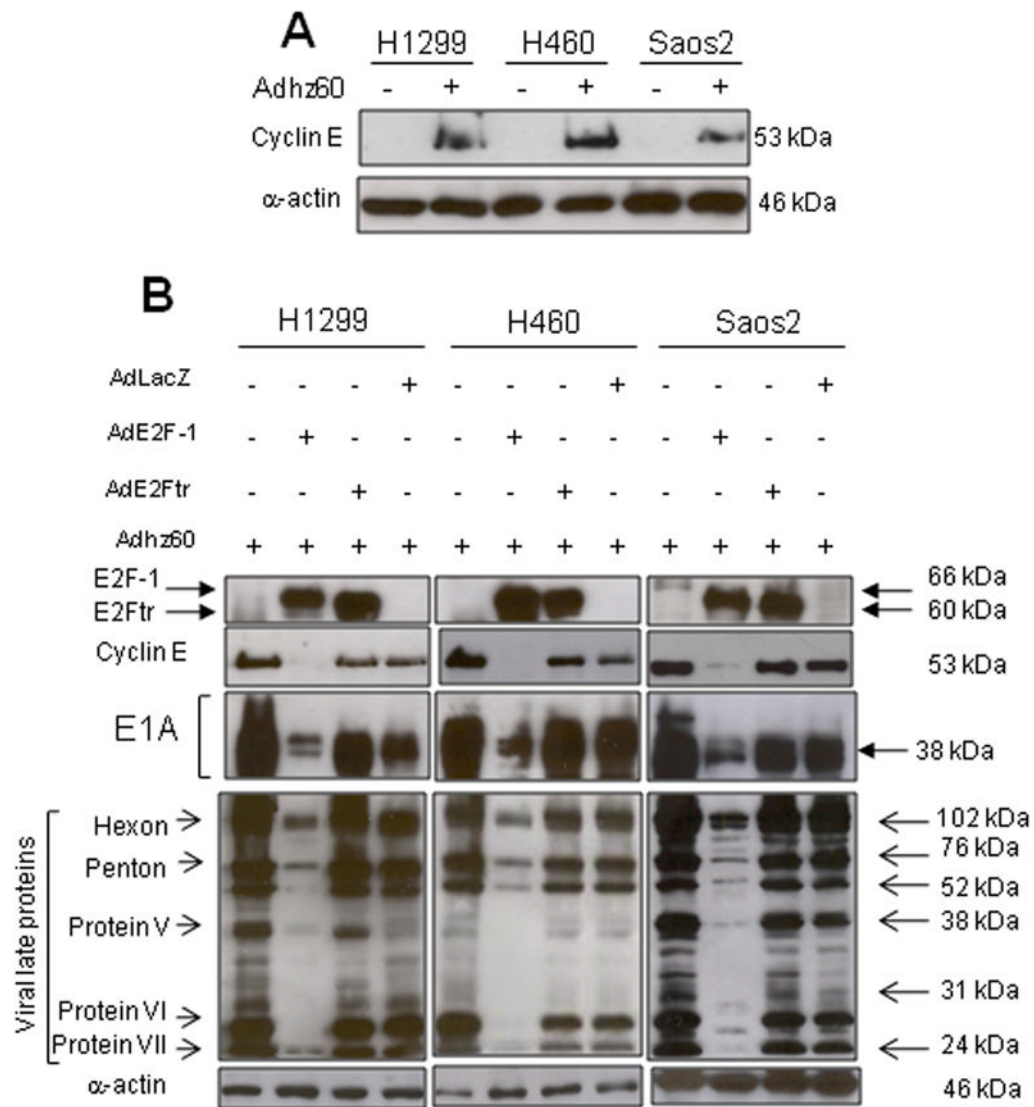 A
H1299 H460 Saos2
Adhz60 - + - + - +
Cyclin E 53 kDa
α-actin 46 kDa
B
H1299 H460 Saos2
AdLacZ - - - + - - - + - - - +
AdE2F-1 - + - - - + - - - + - -
AdE2Ftr - - + - - - + - - - + -
Adhz60 + + + + + + + + + + + +
E2F-1 66 kDa
E2Ftr 60 kDa
Cyclin E 53 kDa
E1A 38 kDa
Viral late proteins
Hexon 102 kDa
76 kDa
Penton
52 kDa
Protein V 38 kDa
31 kDa
Protein VI
Protein VII 24 kDa
α-actin 46 kDa